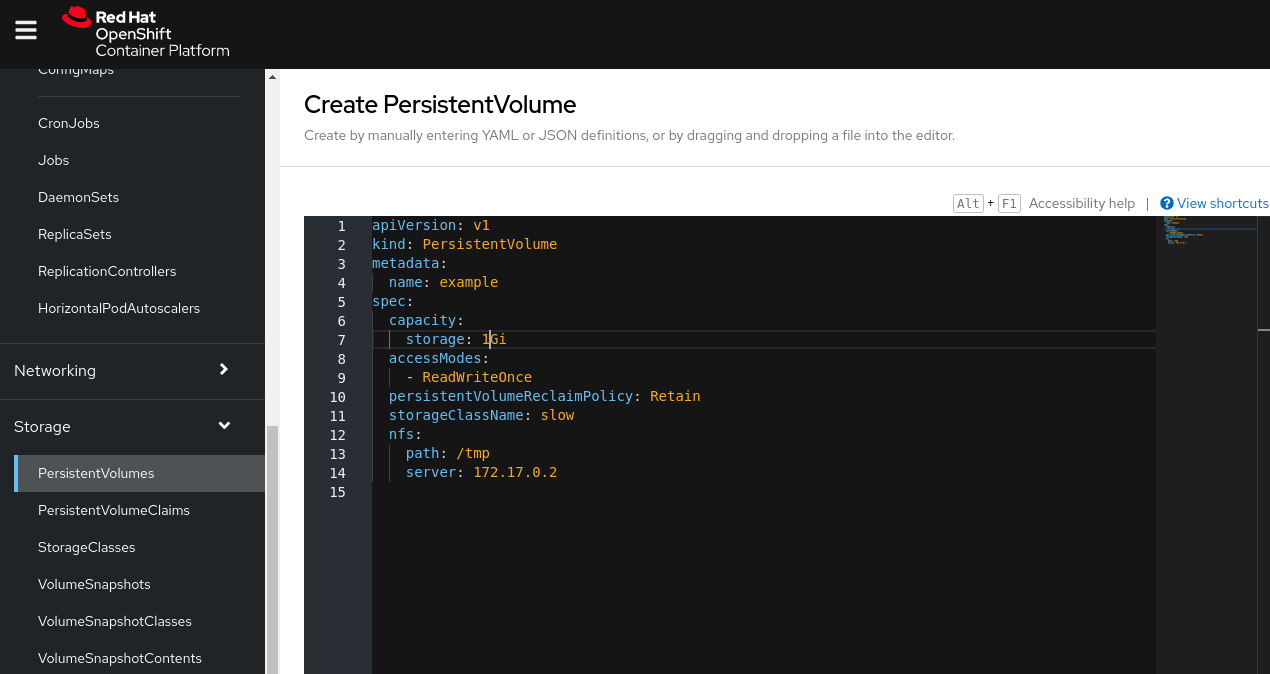 Red Hat
OpenShift
Container Platform
ConfigMaps
CronJobs
Jobs
DaemonSets
ReplicaSets
ReplicationControllers
HorizontalPodAutoscalers
Networking
Storage
PersistentVolumes
PersistentVolumeClaims
StorageClasses
VolumeSnapshots
VolumeSnapshotClasses
VolumeSnapshotContents
Create PersistentVolume
Create by manually entering YAML or JSON definitions, or by dragging and dropping a file into the editor.
Alt + F1 Accessibility help | View shortcuts
1 apiVersion: v1
2 kind: PersistentVolume
3 metadata:
4   name: example
5 spec:
6   capacity:
7     storage: 1Gi
8   accessModes:
9     - ReadWriteOnce
10   persistentVolumeReclaimPolicy: Retain
11   storageClassName: slow
12   nfs:
13     path: /tmp
14     server: 172.17.0.2
15